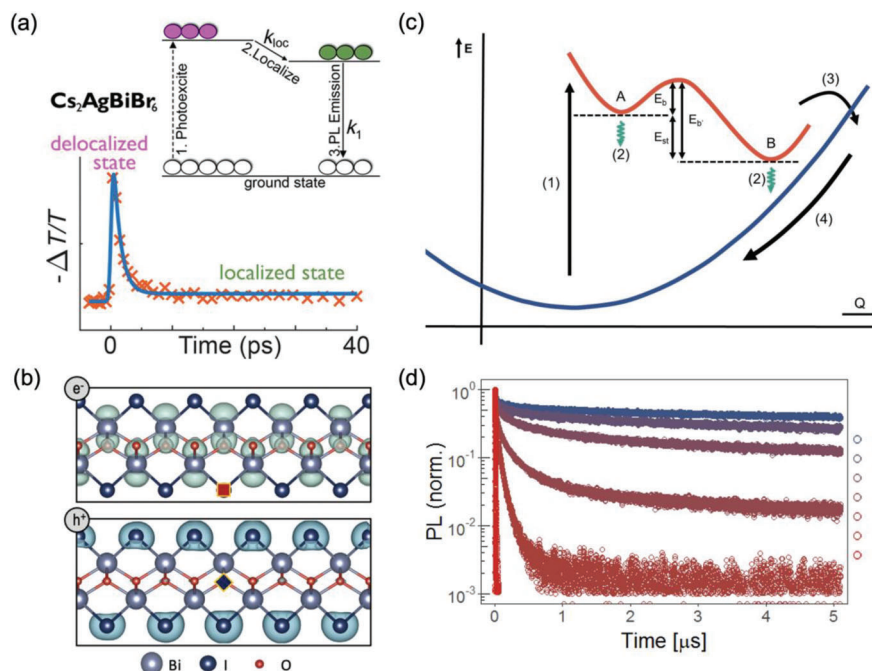 (a)
Cs2AgBiBr6
delocalized
state
1. Photoexcite
kloc
2.Localize
3.PL Emission
k1
ground state
-ΔT/T
localized state
0
40
Time (ps)
(b)
e-
h+
Bi
I
O
(c)
E
A
Eb
Eb'
Est
B
(1)
(2)
(2)
(3)
(4)
Q
(d)
PL (norm.)
10^0
10^-1
10^-2
10^-3
0
1
2
3
4
5
Time [μs]